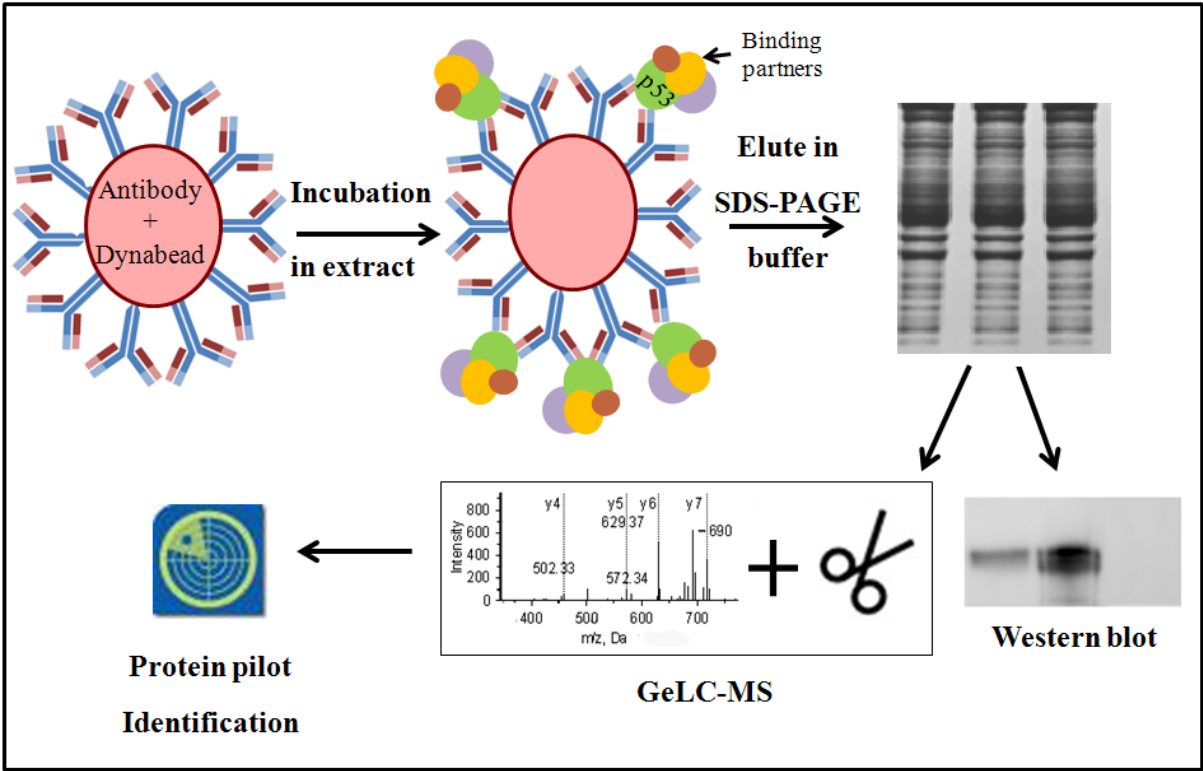 Antibody
+
Dynabead
Incubation
in extract
p53
Binding
partners
Elute in
SDS-PAGE
buffer
Intensity
800
600
400
200
0
y4
y5
y6
y7
629.37
690
502.33
572.34
400
500
600
700
m/z, Da
+
GeLC-MS
Western blot
Protein pilot
Identification